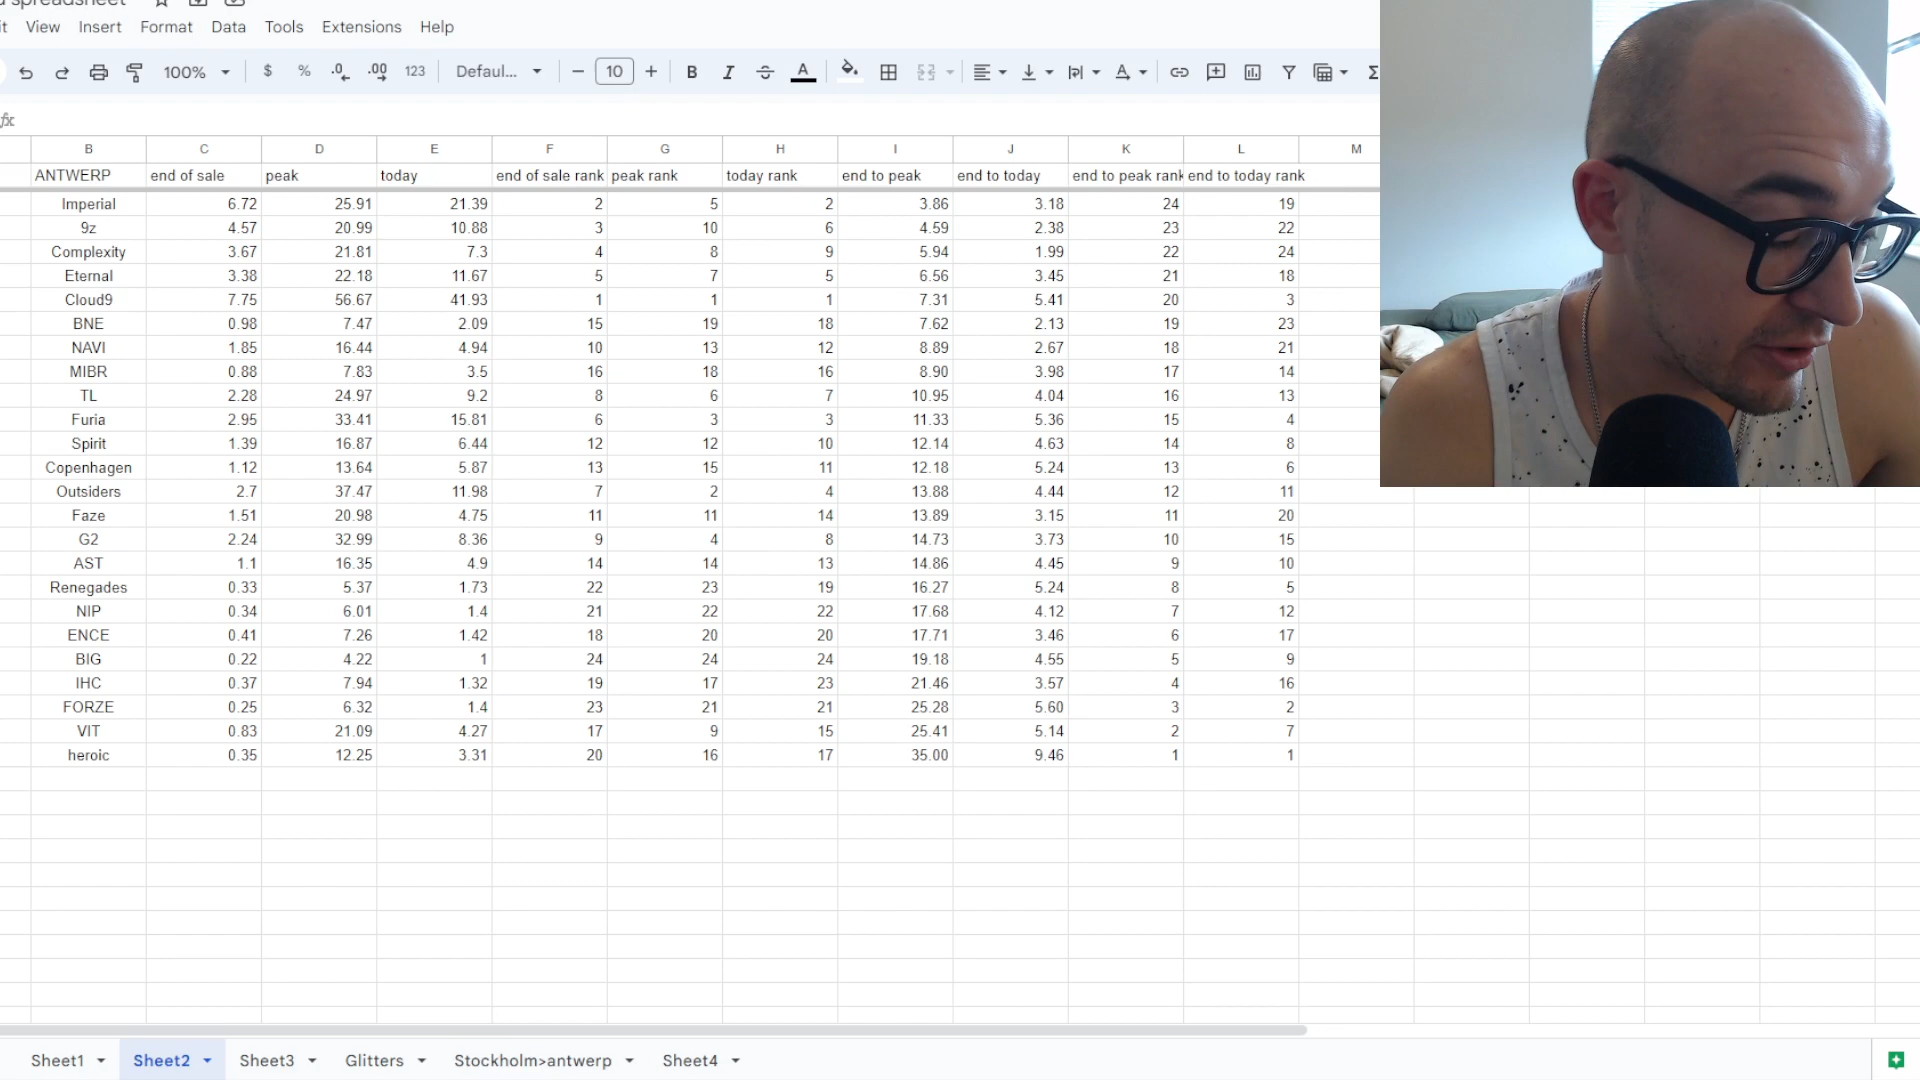 spreadsheet
View Insert Format Data Tools Extensions Help
100% $ % .0 .00 123 Defaul... − 10 + B I S A Σ
fx
B C D E F G H I J K L M
ANTWERP end of sale peak today end of sale rank peak rank today rank end to peak end to today end to peak rank end to today rank
Imperial 6.72 25.91 21.39 2 5 2 3.86 3.18 24 19
9z 4.57 20.99 10.88 3 10 6 4.59 2.38 23 22
Complexity 3.67 21.81 7.3 4 8 9 5.94 1.99 22 24
Eternal 3.38 22.18 11.67 5 7 5 6.56 3.45 21 18
Cloud9 7.75 56.67 41.93 1 1 1 7.31 5.41 20 3
BNE 0.98 7.47 2.09 15 19 18 7.62 2.13 19 23
NAVI 1.85 16.44 4.94 10 13 12 8.89 2.67 18 21
MIBR 0.88 7.83 3.5 16 18 16 8.90 3.98 17 14
TL 2.28 24.97 9.2 8 6 7 10.95 4.04 16 13
Furia 2.95 33.41 15.81 6 3 3 11.33 5.36 15 4
Spirit 1.39 16.87 6.44 12 12 10 12.14 4.63 14 8
Copenhagen 1.12 13.64 5.87 13 15 11 12.18 5.24 13 6
Outsiders 2.7 37.47 11.98 7 2 4 13.88 4.44 12 11
Faze 1.51 20.98 4.75 11 11 14 13.89 3.15 11 20
G2 2.24 32.99 8.36 9 4 8 14.73 3.73 10 15
AST 1.1 16.35 4.9 14 14 13 14.86 4.45 9 10
Renegades 0.33 5.37 1.73 22 23 19 16.27 5.24 8 5
NIP 0.34 6.01 1.4 21 22 22 17.68 4.12 7 12
ENCE 0.41 7.26 1.42 18 20 20 17.71 3.46 6 17
BIG 0.22 4.22 1 24 24 24 19.18 4.55 5 9
IHC 0.37 7.94 1.32 19 17 23 21.46 3.57 4 16
FORZE 0.25 6.32 1.4 23 21 21 25.28 5.60 3 2
VIT 0.83 21.09 4.27 17 9 15 25.41 5.14 2 7
heroic 0.35 12.25 3.31 20 16 17 35.00 9.46 1 1
Sheet1 Sheet2 Sheet3 Glitters Stockholm>antwerp Sheet4